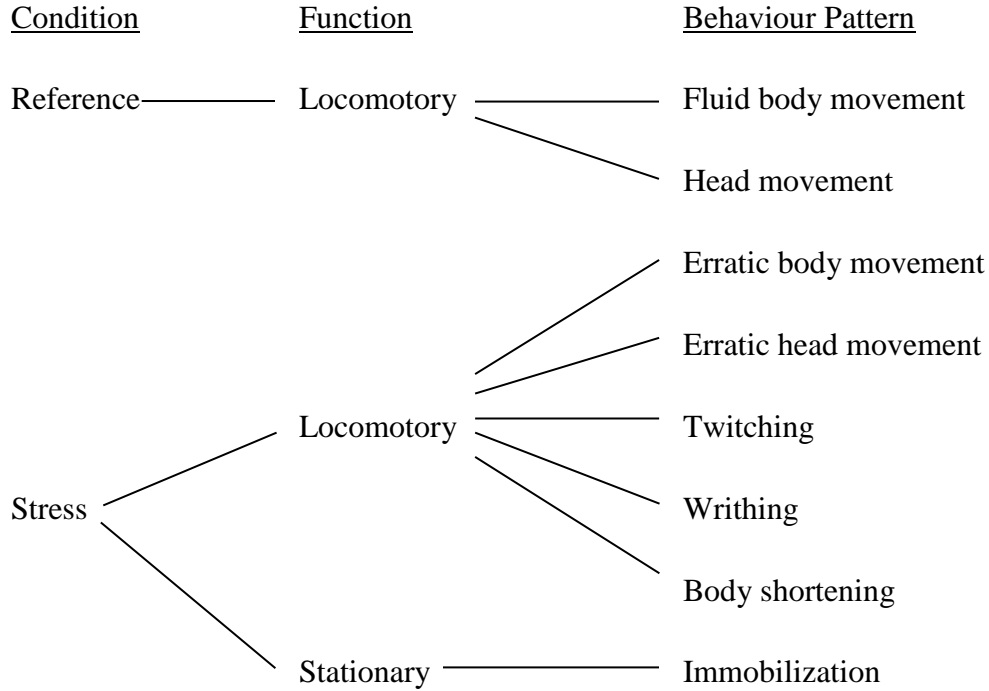 Condition Function Behaviour Pattern
Reference Locomotory Fluid body movement
Head movement
Erratic body movement
Erratic head movement
Locomotory Twitching
Stress Writhing
Body shortening
Stationary Immobilization